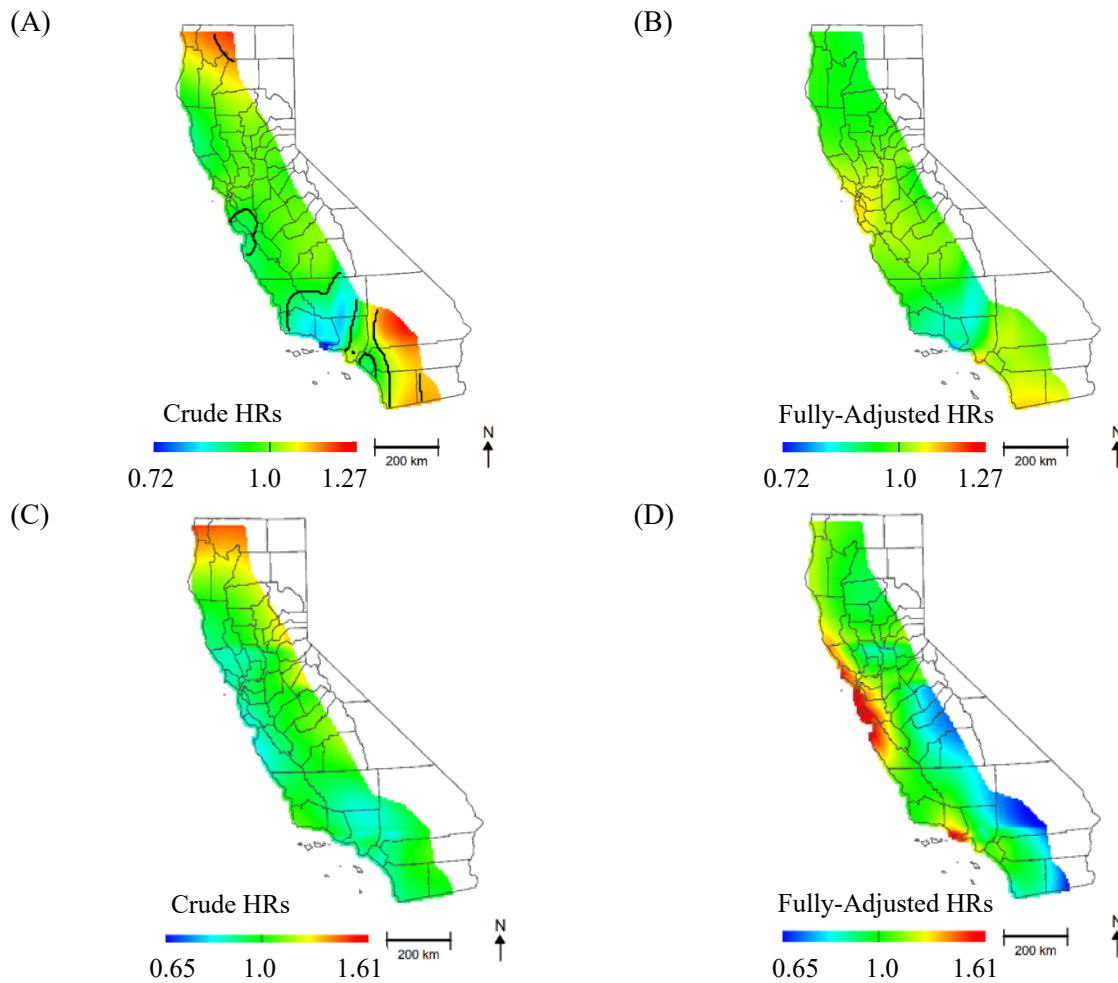 (A)
(B)
Crude HRs
0.72 1.0 1.27
200 km
N
Fully-Adjusted HRs
0.72 1.0 1.27
200 km
N
(C)
(D)
Crude HRs
0.65 1.0 1.61
200 km
N
Fully-Adjusted HRs
0.65 1.0 1.61
200 km
N